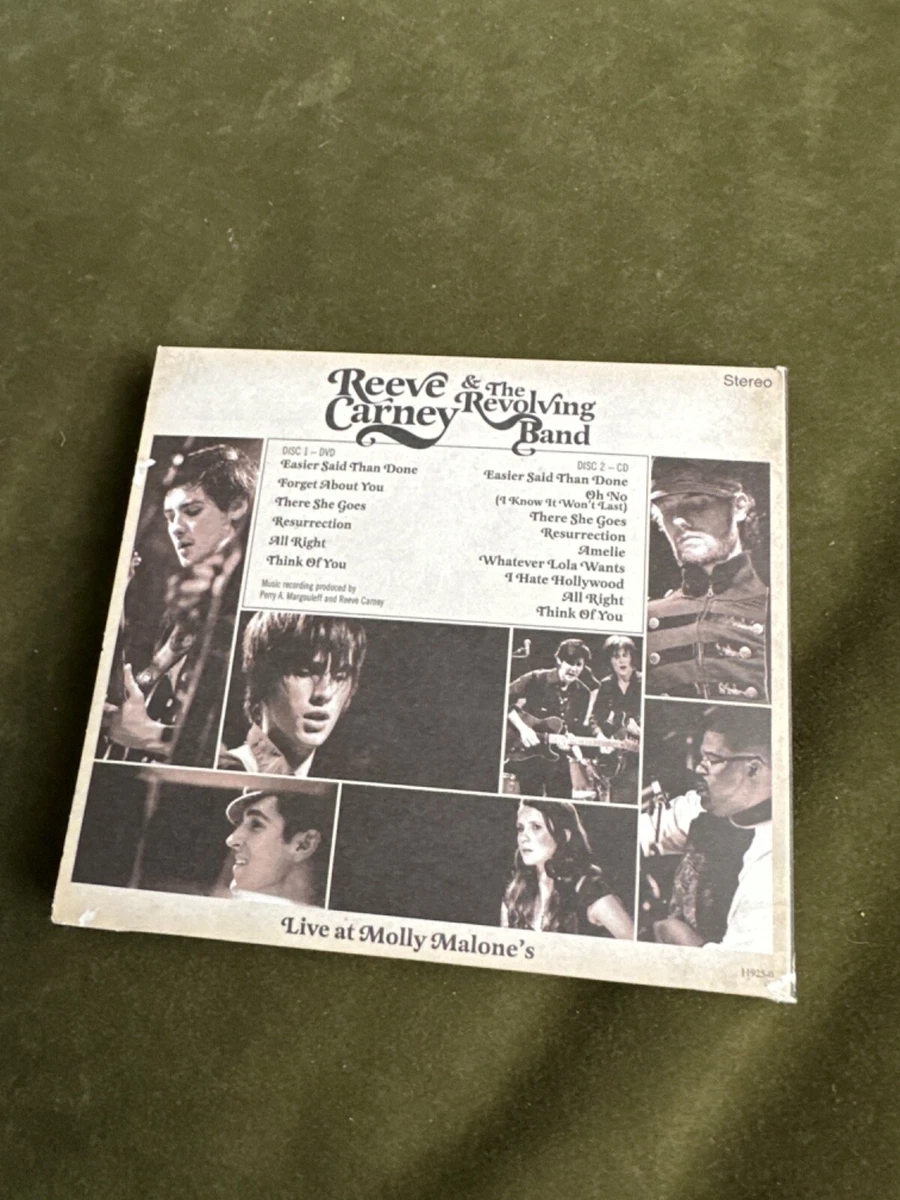 Stereo
Reeve & The
Carney Revolving
Band
DISC 1 – DVD
Easier Said Than Done
Forget About You
There She Goes
Resurrection
All Right
Think Of You
Music recording produced by
Perry A. Margouleff and Reeve Carney
DISC 2 – CD
Easier Said Than Done
Oh No
(I Know It Won't Last)
There She Goes
Resurrection
Amelie
Whatever Lola Wants
I Hate Hollywood
All Right
Think Of You
Live at Molly Malone's